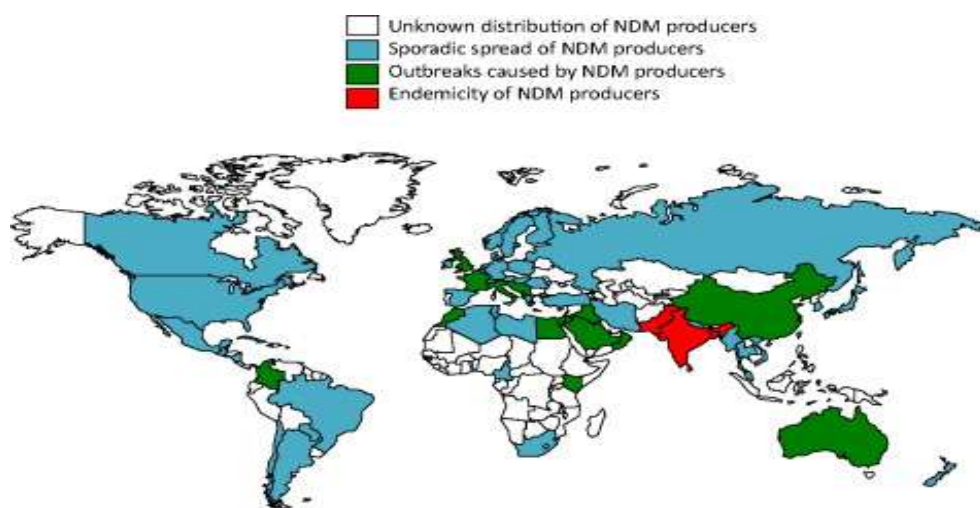 Unknown distribution of NDM producers
Sporadic spread of NDM producers
Outbreaks caused by NDM producers
Endemicity of NDM producers